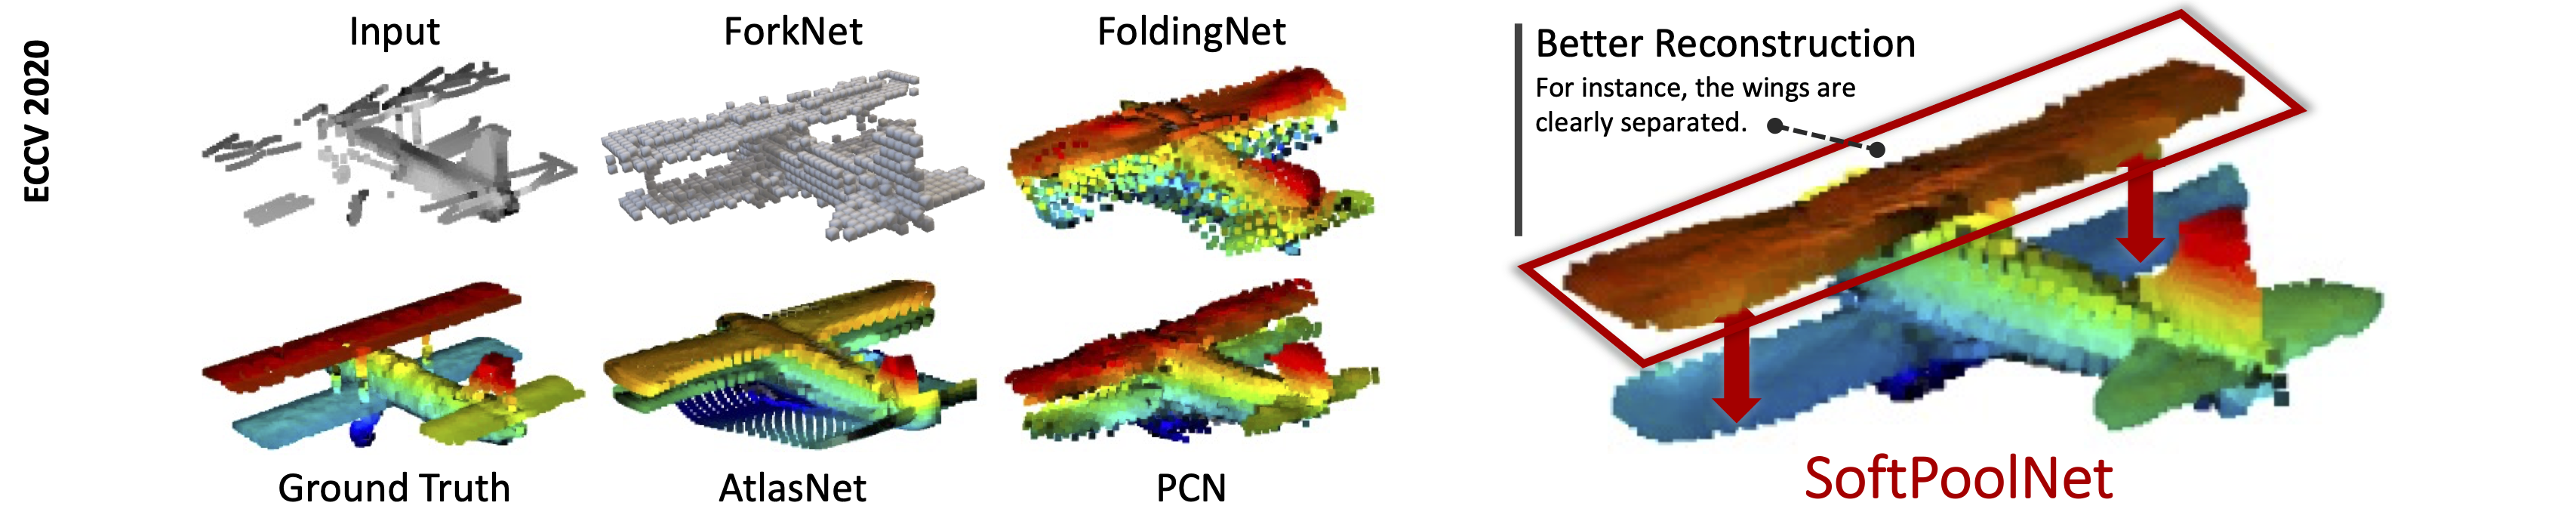 ECCV 2020
Input
ForkNet
FoldingNet
Ground Truth
AtlasNet
PCN
Better Reconstruction
For instance, the wings are
clearly separated.
SoftPoolNet